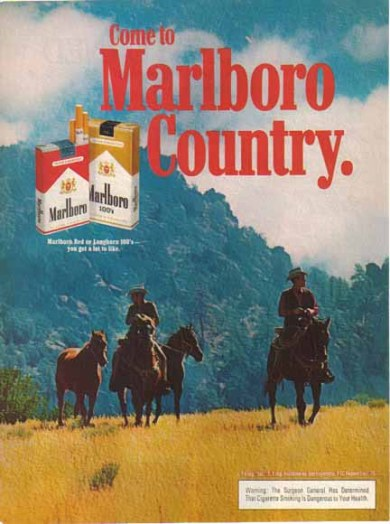 Come to
Marlboro
Country.
Marlboro
Marlboro
100's
Marlboro Red or Longhorn 100's—
you get a lot to like.
Warning: The Surgeon General Has Determined
That Cigarette Smoking Is Dangerous to Your Health.